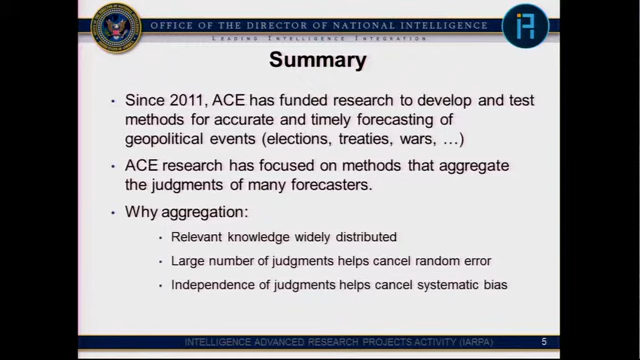 OFFICE OF THE DIRECTOR OF NATIONAL INTELLIGENCE
LEADING INTELLIGENCE INTEGRATION
Summary
• Since 2011, ACE has funded research to develop and test
methods for accurate and timely forecasting of
geopolitical events (elections, treaties, wars, …)
• ACE research has focused on methods that aggregate
the judgments of many forecasters.
• Why aggregation:
• Relevant knowledge widely distributed
• Large number of judgments helps cancel random error
• Independence of judgments helps cancel systematic bias
INTELLIGENCE ADVANCED RESEARCH PROJECTS ACTIVITY (IARPA)
5